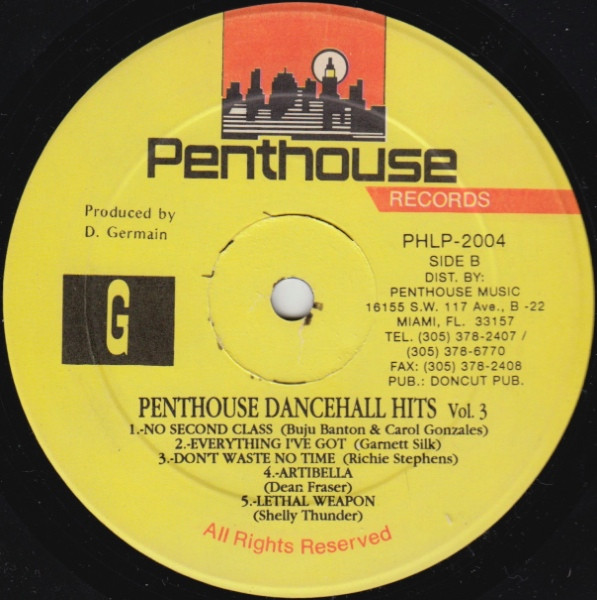 Penthouse
RECORDS
Produced by
D. Germain
G
PHLP-2004
SIDE B
DIST. BY:
PENTHOUSE MUSIC
16155 S.W. 117 Ave., B -22
MIAMI, FL. 33157
TEL. (305) 378-2407 /
(305) 378-6770
FAX: (305) 378-2408
PUB.: DONCUT PUB.
PENTHOUSE DANCEHALL HITS Vol. 3
1.-NO SECOND CLASS (Buju Banton & Carol Gonzales)
2.-EVERYTHING I'VE GOT (Garnett Silk)
3.-DON'T WASTE NO TIME (Richie Stephens)
4.-ARTIBELLA
(Dean Fraser)
5.-LETHAL WEAPON
(Shelly Thunder)
All Rights Reserved